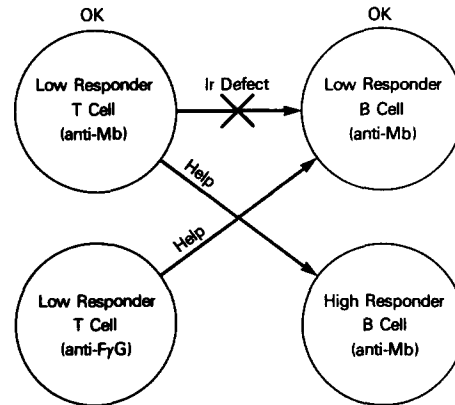 OK
OK
Low Responder
T Cell
(anti-Mb)
Ir Defect
Low Responder
B Cell
(anti-Mb)
Help
Help
Low Responder
T Cell
(anti-FγG)
High Responder
B Cell
(anti-Mb)